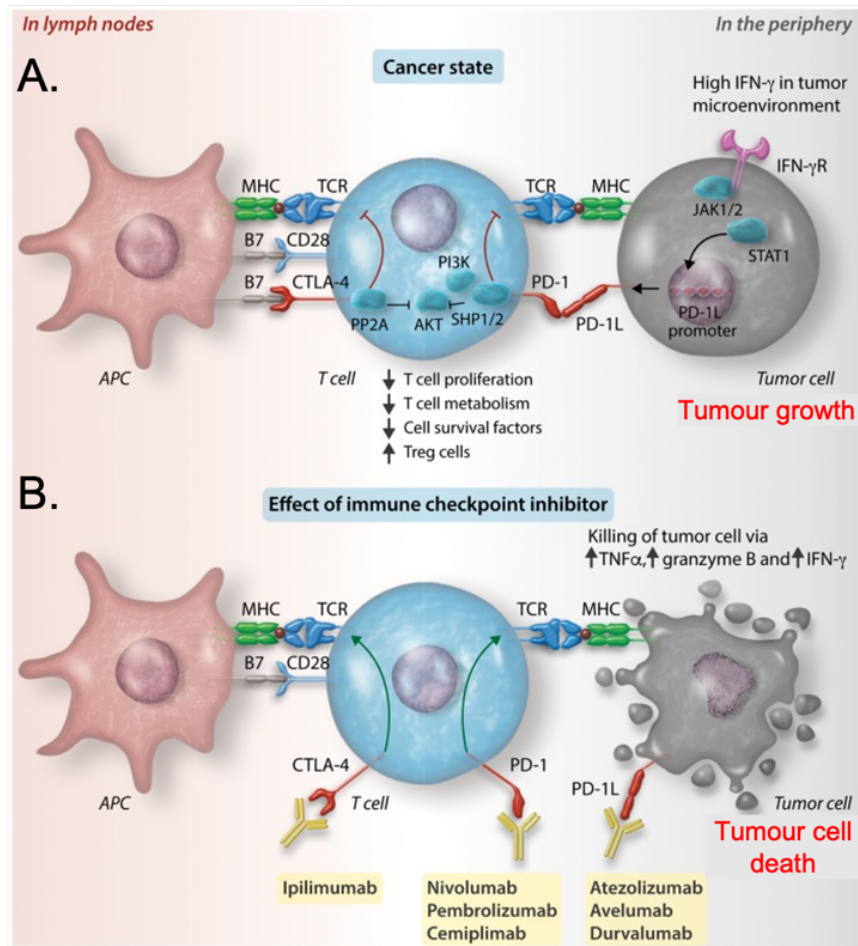 In lymph nodes
In the periphery
A.
Cancer state
High IFN-γ in tumor
microenvironment
MHC
TCR
TCR
MHC
IFN-γR
JAK1/2
B7
CD28
STAT1
PI3K
B7
CTLA-4
PD-1
PP2A
AKT
SHP1/2
PD-1L
PD-1L
promoter
APC
T cell
Tumor cell
↓ T cell proliferation
↓ T cell metabolism
↓ Cell survival factors
↑ Treg cells
Tumour growth
B.
Effect of immune checkpoint inhibitor
Killing of tumor cell via
↑TNFα,↑ granzyme B and ↑ IFN-γ
MHC
TCR
TCR
MHC
B7
CD28
CTLA-4
PD-1
PD-1L
APC
T cell
Tumor cell
Tumour cell
death
Ipilimumab
Nivolumab
Pembrolizumab
Cemiplimab
Atezolizumab
Avelumab
Durvalumab